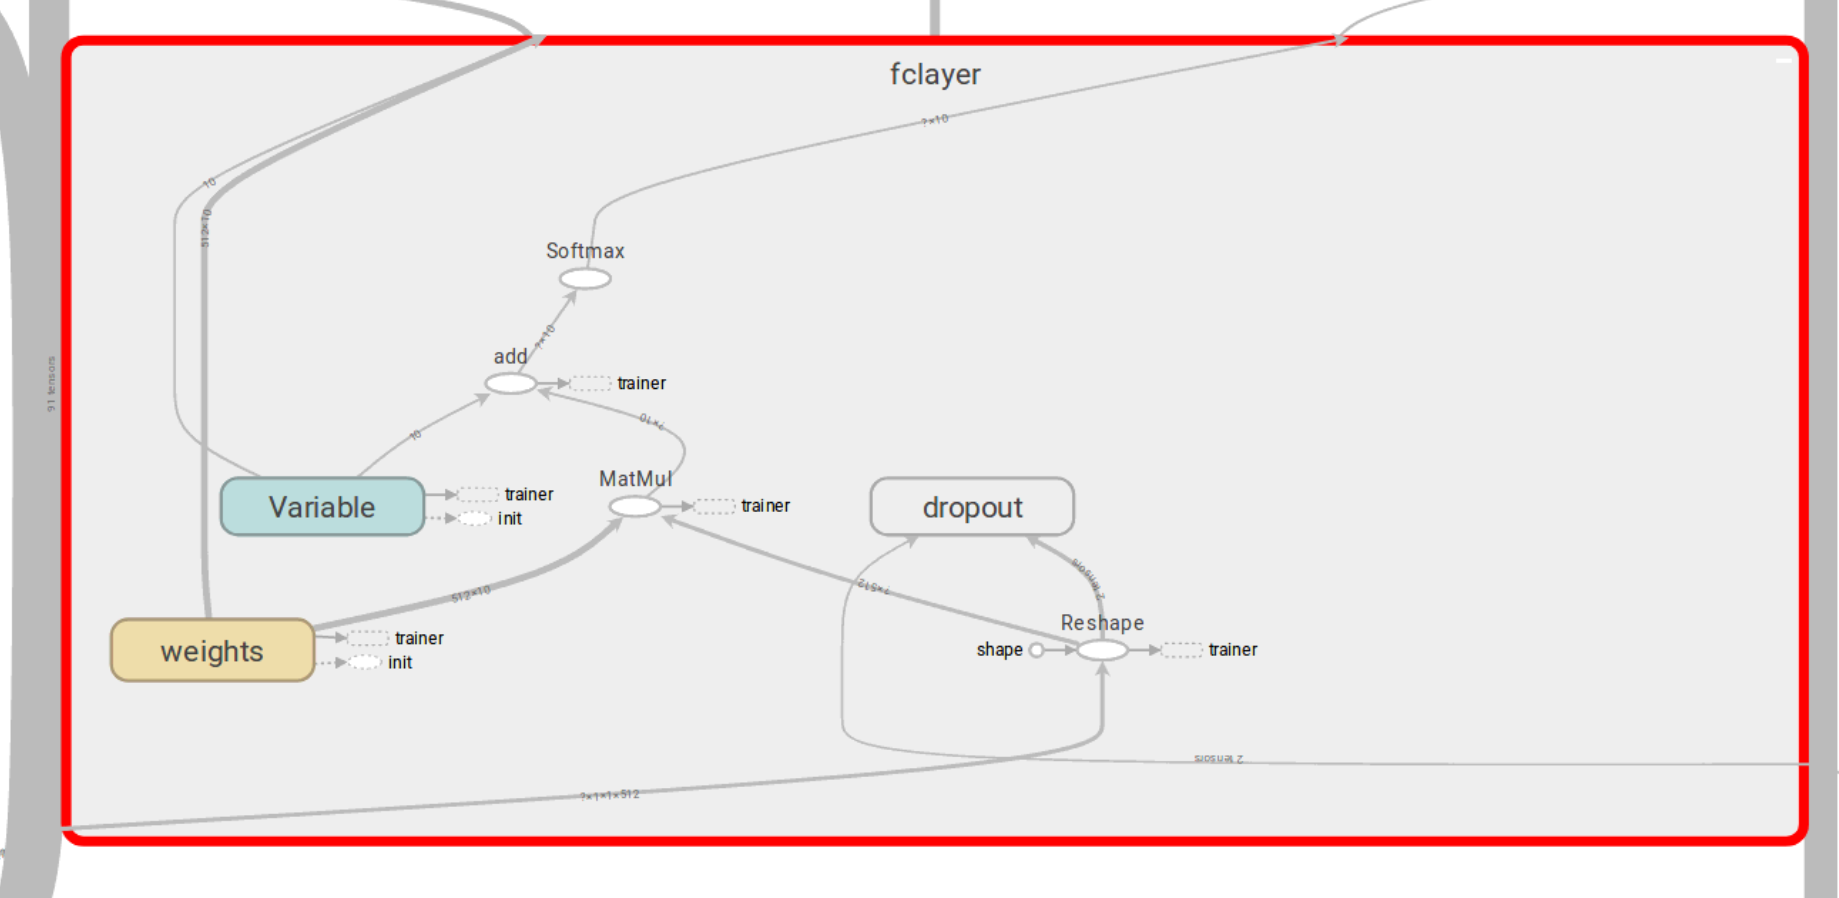 fclayer
?×10
10
512×10
Softmax
?×10
91 tensors
add
trainer
?×10
10
MatMul
Variable
trainer
init
trainer
dropout
2 tensors
?×512
512×10
Reshape
weights
trainer
init
shape
trainer
2 tensors
?×1×1×512